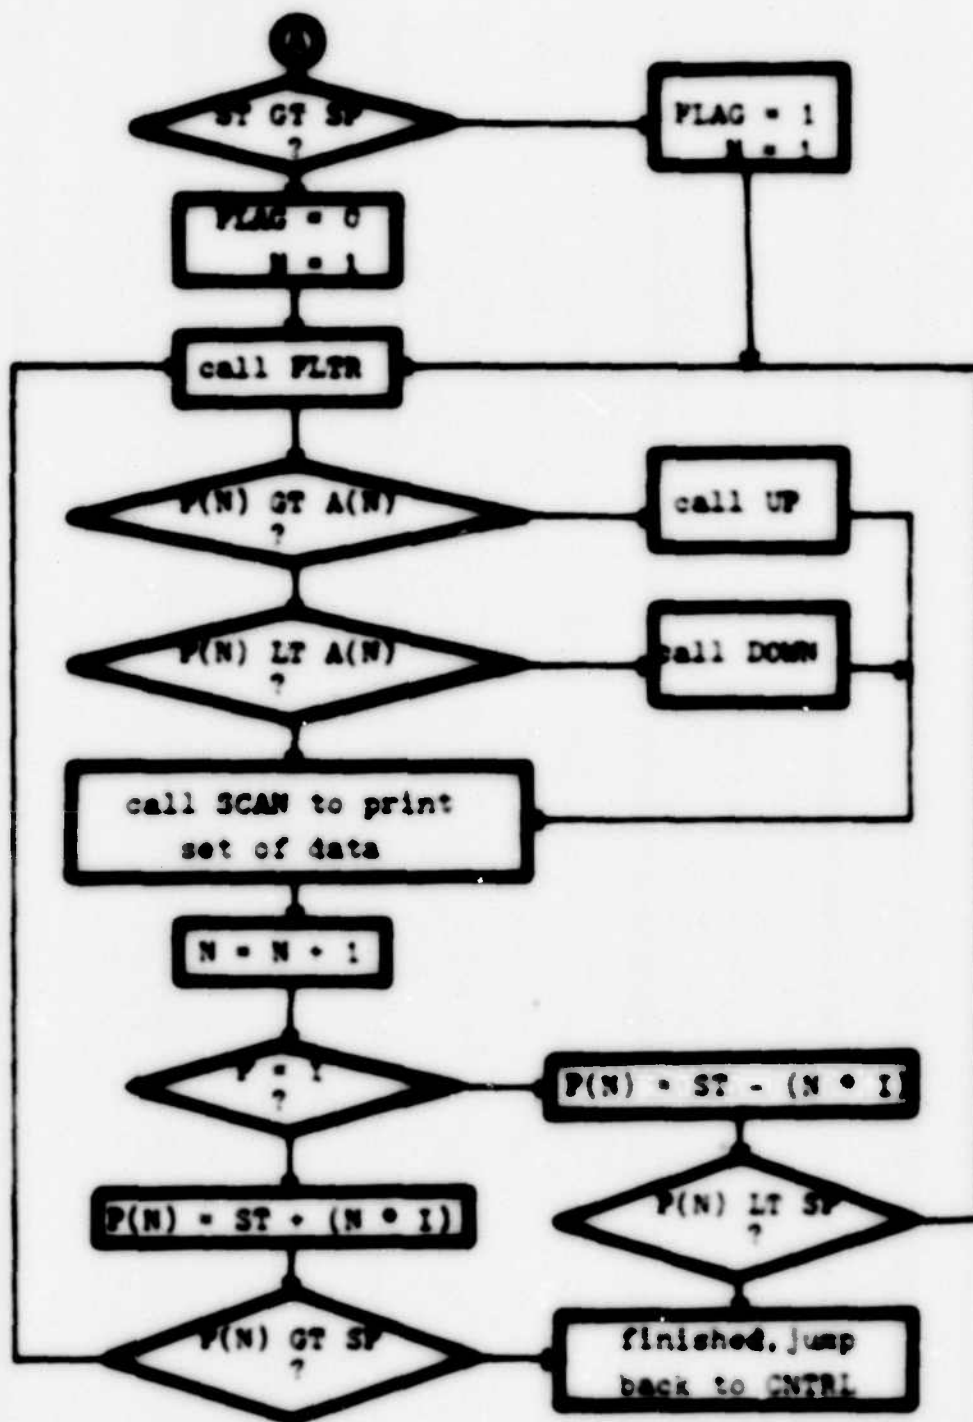 A
ST GT SP
?
FLAG = 1
N = 1
FLAG = 0
N = 1
call FLTR
P(N) GT A(N)
?
call UP
P(N) LT A(N)
?
call DOWN
call SCAN to print
set of data
N = N + 1
?
P(N) = ST - (N * I)
P(N) = ST + (N * I)
P(N) LT SP
?
P(N) GT SP
?
finished, jump
back to CNTRL